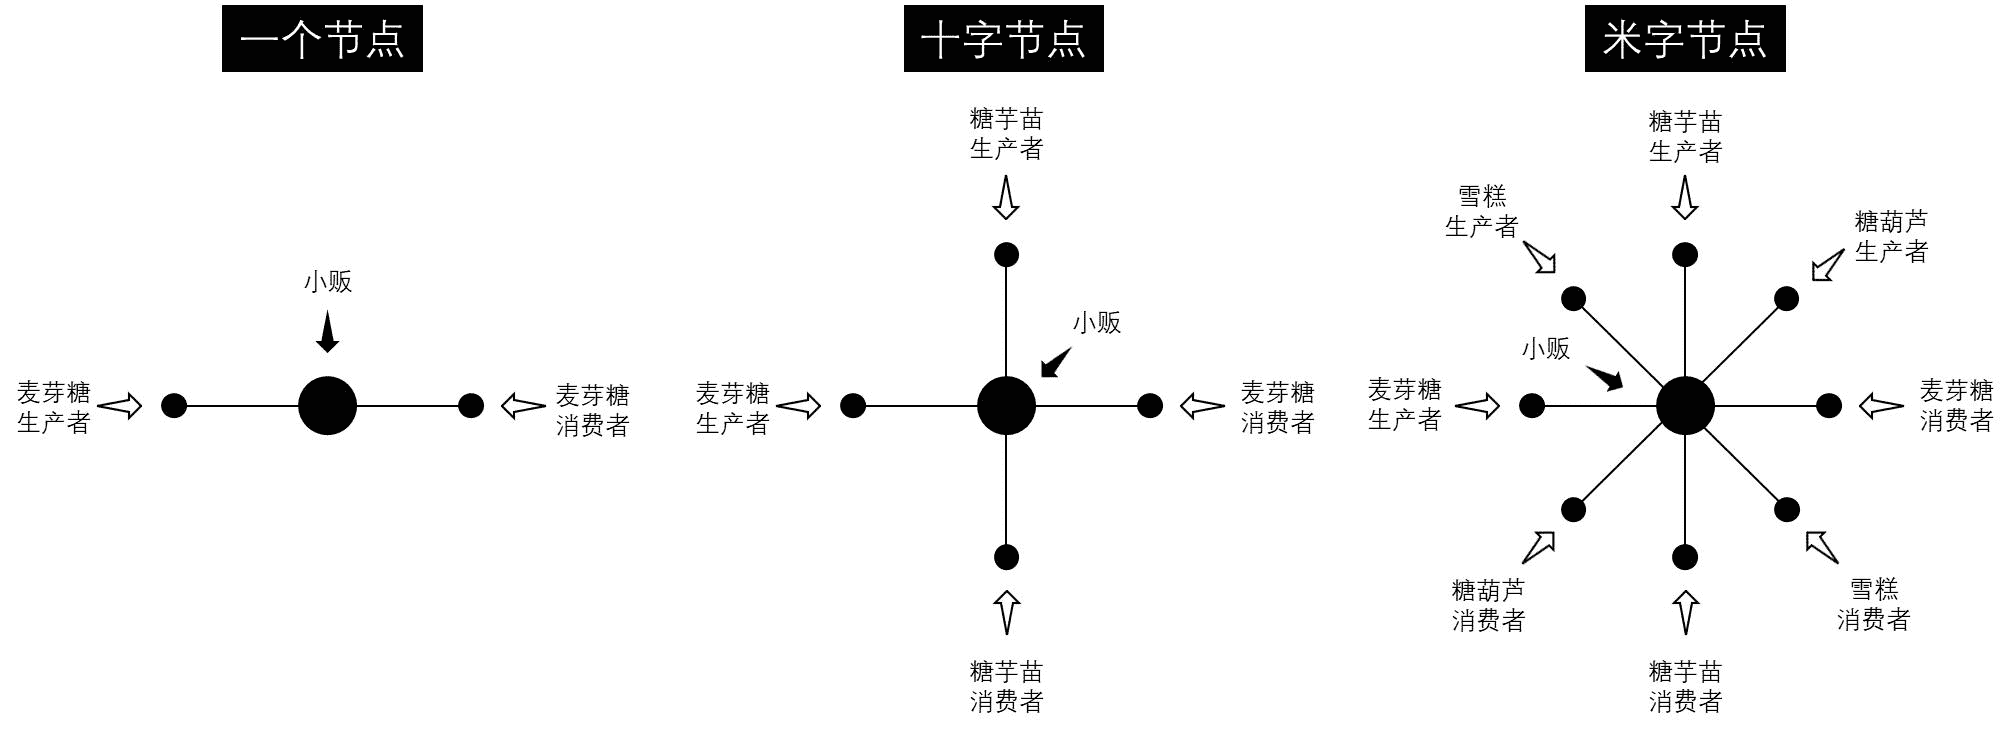 一个节点
小贩
麦芽糖
生产者
麦芽糖
消费者
十字节点
糖芋苗
生产者
小贩
麦芽糖
生产者
麦芽糖
消费者
糖芋苗
消费者
米字节点
糖芋苗
生产者
雪糕
生产者
糖葫芦
生产者
小贩
麦芽糖
生产者
麦芽糖
消费者
糖葫芦
消费者
雪糕
消费者
糖芋苗
消费者